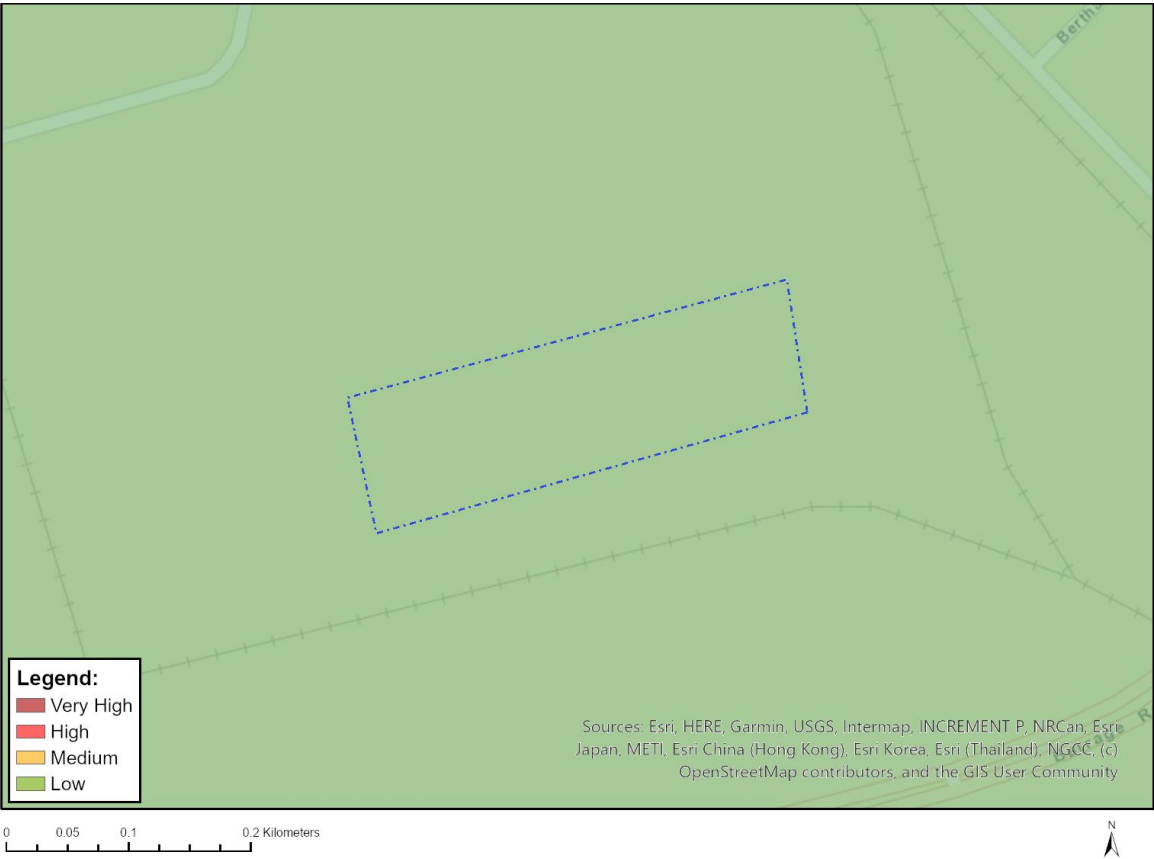 Berths
Legend:
Very High
High
Medium
Low
Sources: Esri, HERE, Garmin, USGS, Intermap, INCREMENT P, NRCan, Esri
Japan, METI, Esri China (Hong Kong), Esri Korea, Esri (Thailand), NGCC, (c)
OpenStreetMap contributors, and the GIS User Community
0 0.05 0.1 0.2 Kilometers
N